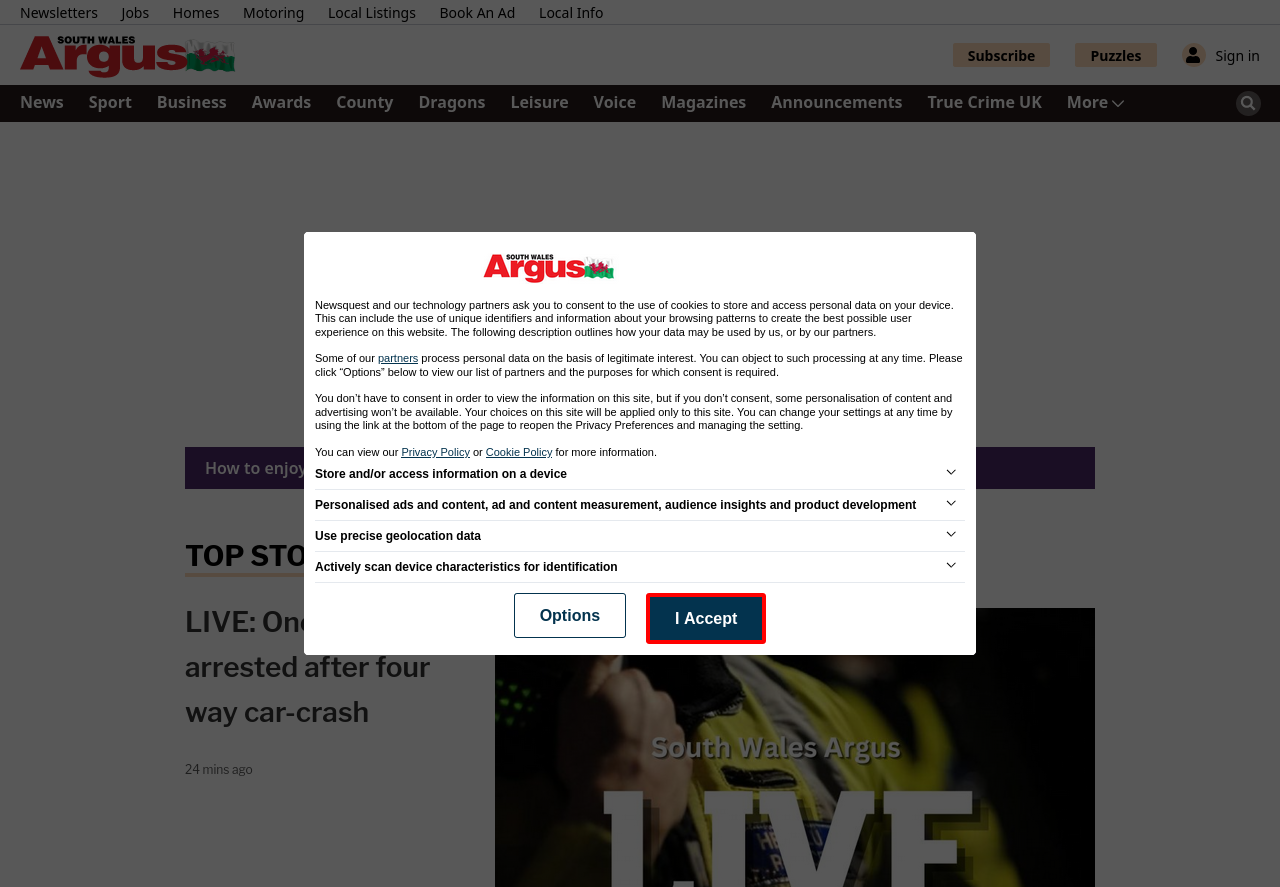 Newsletters Jobs Homes Motoring Local Listings Book An Ad Local Info
SOUTH WALES
Argus
Subscribe Puzzles Sign in
News Sport Business Awards County Dragons Leisure Voice Magazines Announcements True Crime UK More
SOUTH WALES
Argus
Newsquest and our technology partners ask you to consent to the use of cookies to store and access personal data on your device.
This can include the use of unique identifiers and information about your browsing patterns to create the best possible user
experience on this website. The following description outlines how your data may be used by us, or by our partners.
Some of our partners process personal data on the basis of legitimate interest. You can object to such processing at any time. Please
click “Options” below to view our list of partners and the purposes for which consent is required.
You don’t have to consent in order to view the information on this site, but if you don’t consent, some personalisation of content and
advertising won’t be available. Your choices on this site will be applied only to this site. You can change your settings at any time by
using the link at the bottom of the page to reopen the Privacy Preferences and managing the setting.
You can view our Privacy Policy or Cookie Policy for more information.
Store and/or access information on a device
Personalised ads and content, ad and content measurement, audience insights and product development
Use precise geolocation data
Actively scan device characteristics for identification
Options I Accept
How to enjoy
TOP STO
LIVE: One
arrested after four
way car-crash
24 mins ago
South Wales Argus
LIVE